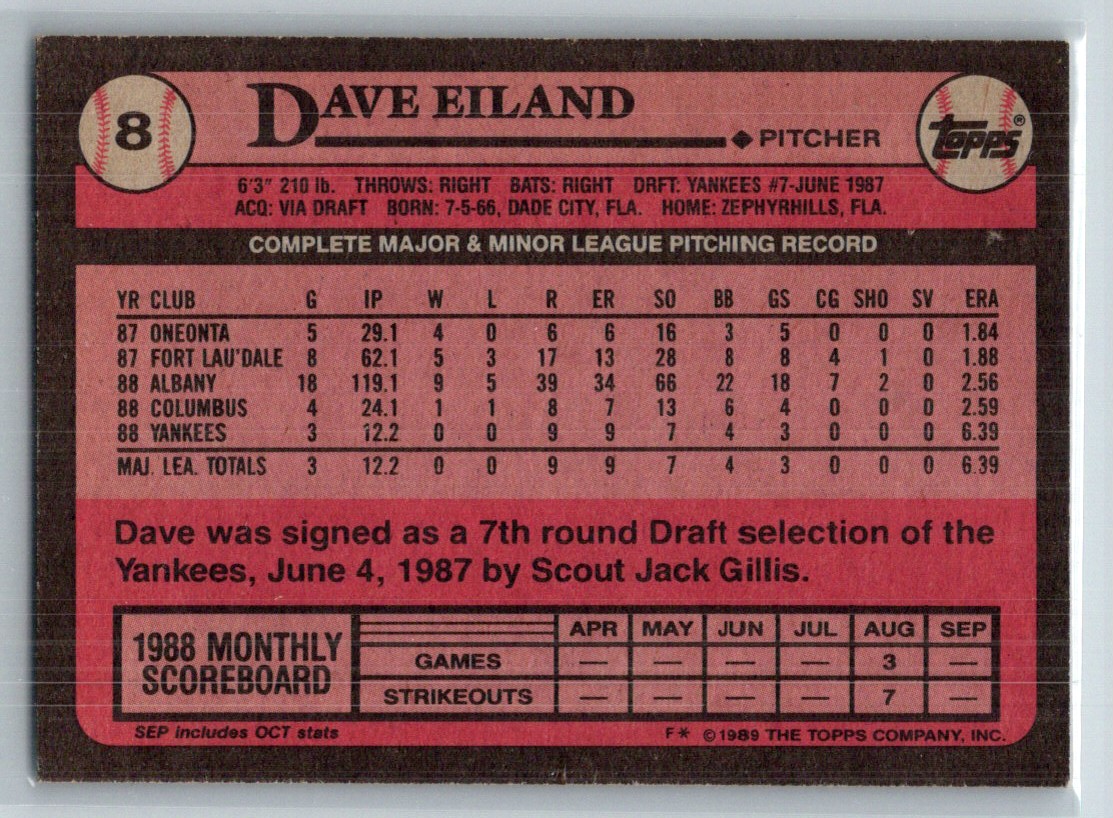 8
DAVE EILAND
◆ PITCHER
topps®
6'3" 210 lb. THROWS: RIGHT BATS: RIGHT DRFT: YANKEES #7-JUNE 1987
ACQ: VIA DRAFT BORN: 7-5-66, DADE CITY, FLA. HOME: ZEPHYRHILLS, FLA.
COMPLETE MAJOR & MINOR LEAGUE PITCHING RECORD
YR CLUB G IP W L R ER SO BB GS CG SHO SV ERA
87 ONEONTA 5 29.1 4 0 6 6 16 3 5 0 0 0 1.84
87 FORT LAU'DALE 8 62.1 5 3 17 13 28 8 8 4 1 0 1.88
88 ALBANY 18 119.1 9 5 39 34 66 22 18 7 2 0 2.56
88 COLUMBUS 4 24.1 1 1 8 7 13 6 4 0 0 0 2.59
88 YANKEES 3 12.2 0 0 9 9 7 4 3 0 0 0 6.39
MAJ. LEA. TOTALS 3 12.2 0 0 9 9 7 4 3 0 0 0 6.39
Dave was signed as a 7th round Draft selection of the
Yankees, June 4, 1987 by Scout Jack Gillis.
1988 MONTHLY
SCOREBOARD
APR MAY JUN JUL AUG SEP
GAMES — — — — 3 —
STRIKEOUTS — — — — 7 —
SEP includes OCT stats
F* ©1989 THE TOPPS COMPANY, INC.